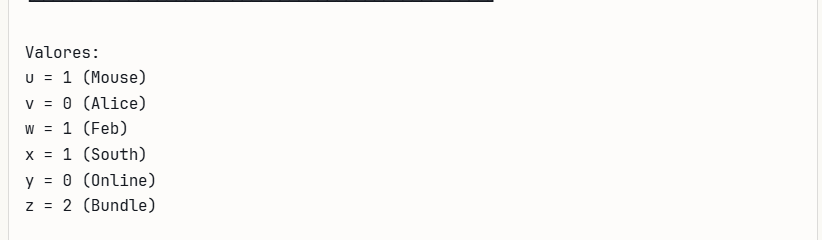 Valores:
u = 1 (Mouse)
v = 0 (Alice)
w = 1 (Feb)
x = 1 (South)
y = 0 (Online)
z = 2 (Bundle)